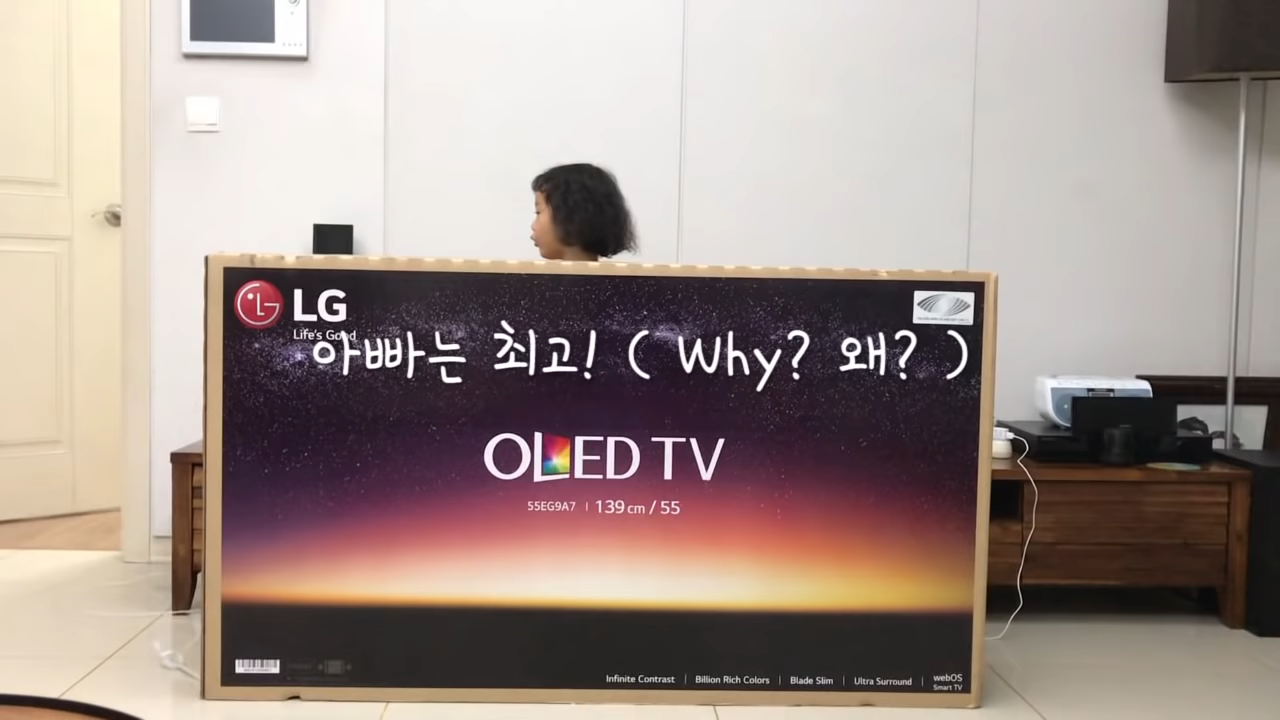 LG
Life's Good
아빠는 최고! ( Why? 왜? )
OLED TV
55EG9A7 | 139 cm / 55
Infinite Contrast | Billion Rich Colors | Blade Slim | Ultra Surround | webOS
Smart TV